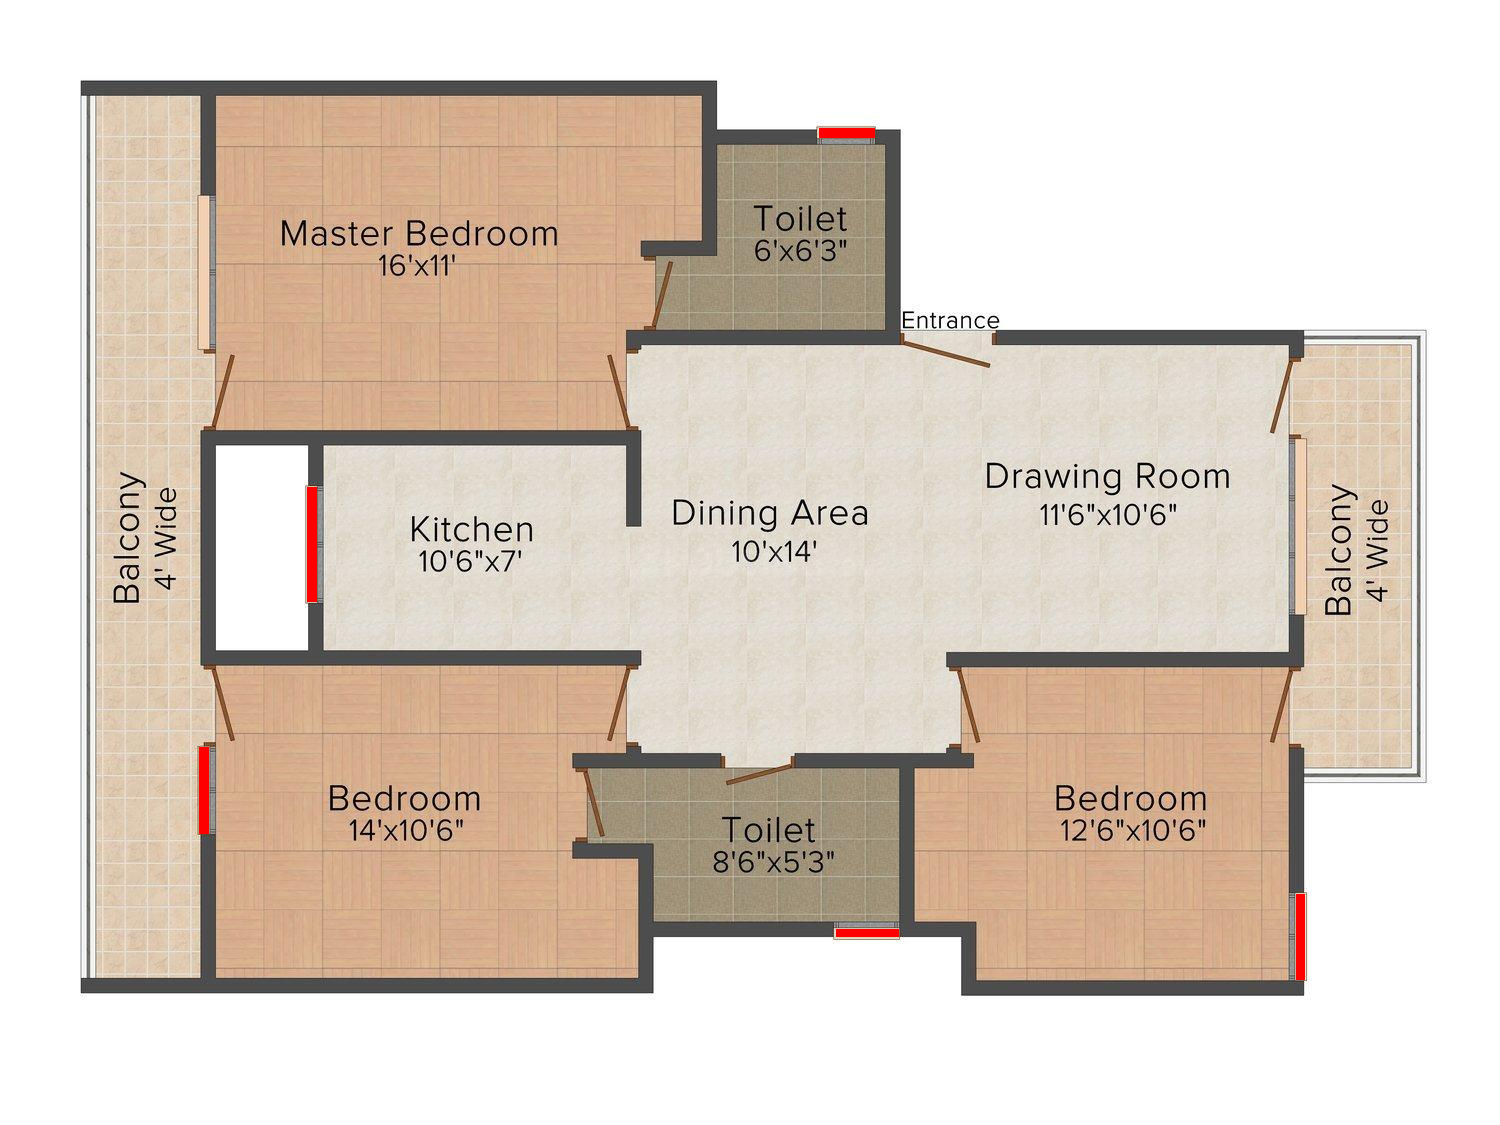 Master Bedroom
16'x11'
Toilet
6'x6'3"
Entrance
Balcony
4' Wide
Kitchen
10'6"x7'
Dining Area
10'x14'
Drawing Room
11'6"x10'6"
Balcony
4' Wide
Bedroom
14'x10'6"
Toilet
8'6"x5'3"
Bedroom
12'6"x10'6"